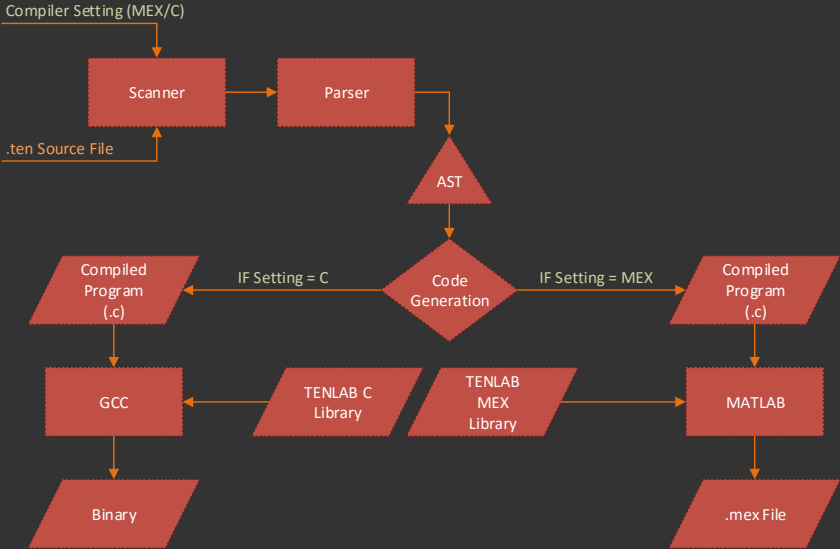 Compiler Setting (MEX/C)
Scanner
Parser
.ten Source File
AST
Compiled
Program
(.c)
IF Setting = C
Code
Generation
IF Setting = MEX
Compiled
Program
(.c)
GCC
TENLAB C
Library
TENLAB
MEX
Library
MATLAB
Binary
.mex File